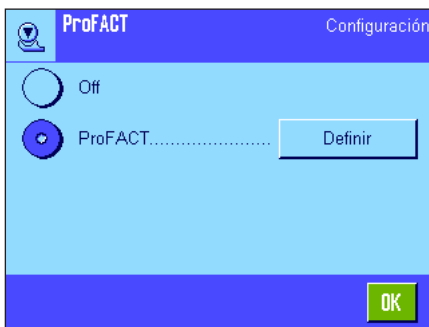 ProFACT Configuración
Off
ProFACT....................... Definir
OK